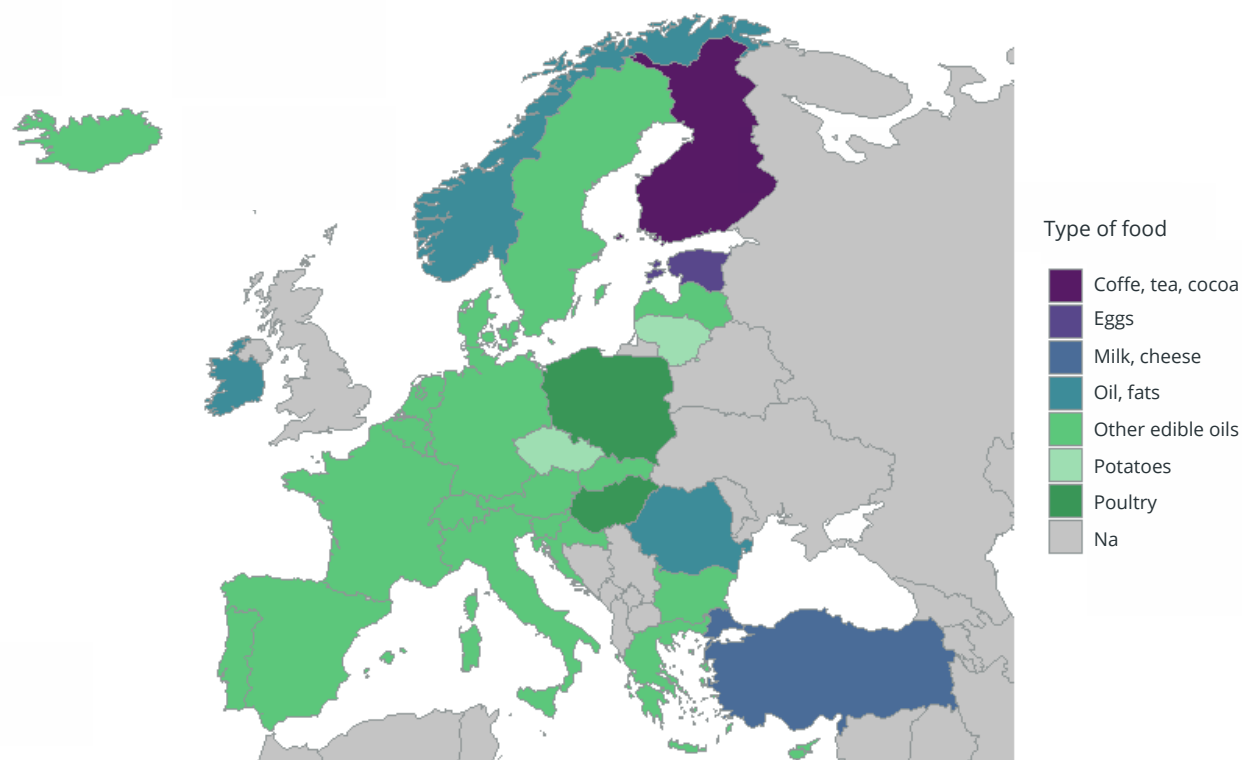 Type of food
Coffe, tea, cocoa
Eggs
Milk, cheese
Oil, fats
Other edible oils
Potatoes
Poultry
Na